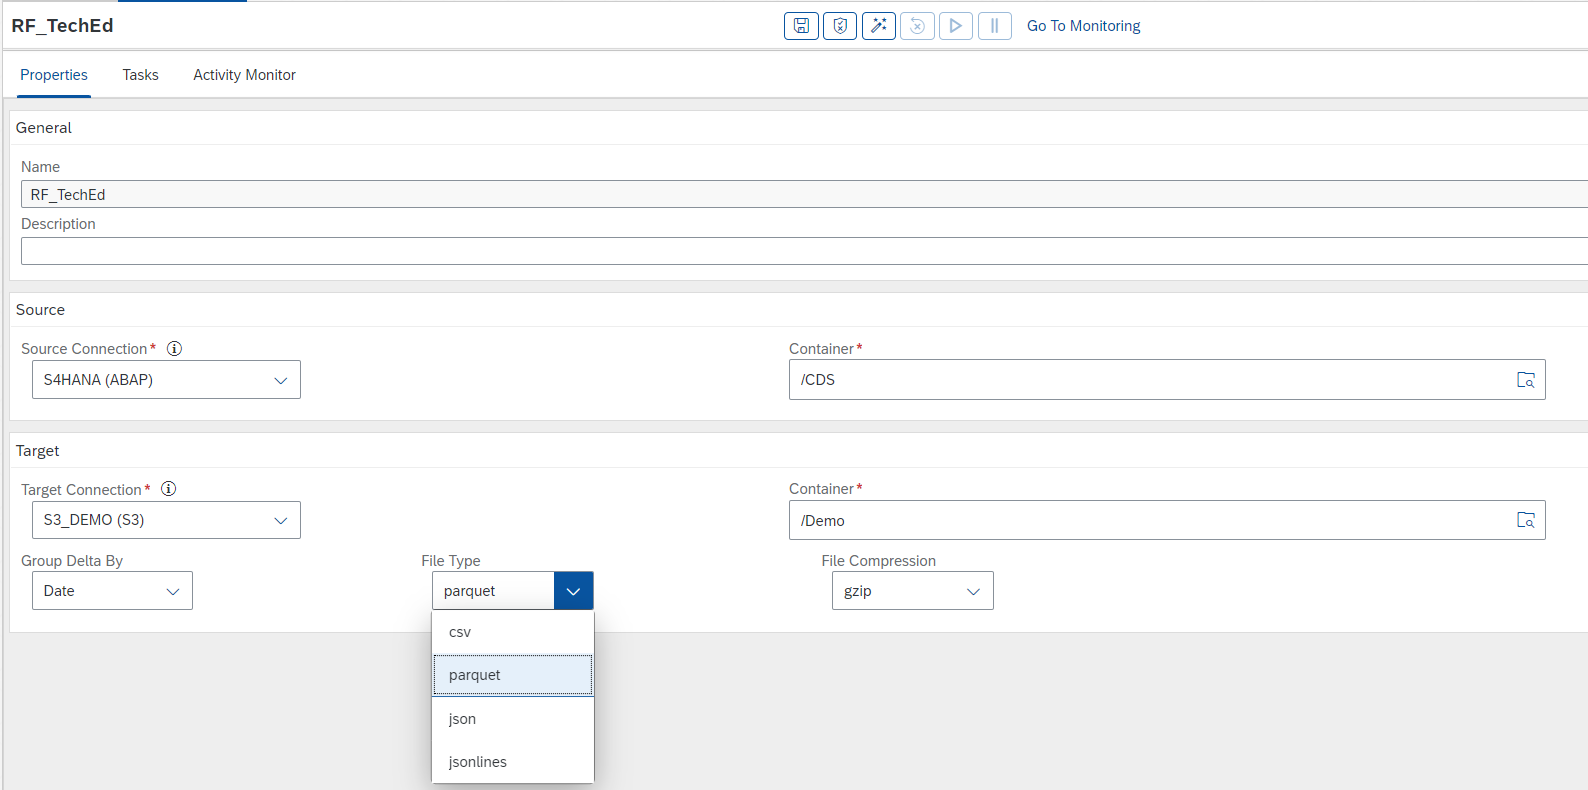 RF_TechEd
Go To Monitoring
Properties Tasks Activity Monitor
General
Name
RF_TechEd
Description
Source
Source Connection* Container*
S4HANA (ABAP) /CDS
Target
Target Connection* Container*
S3_DEMO (S3) /Demo
Group Delta By File Type File Compression
Date parquet gzip
csv
parquet
json
jsonlines